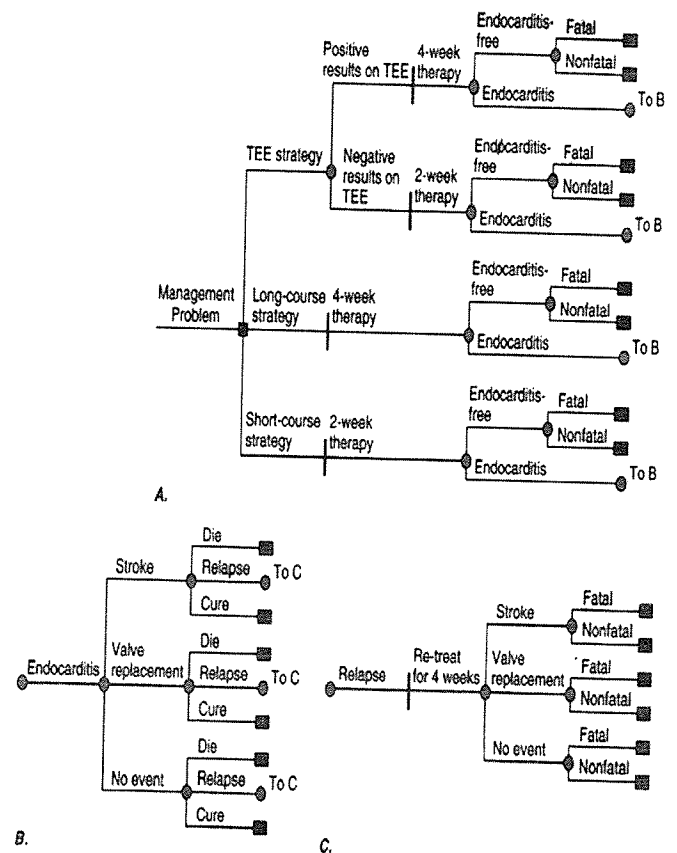 Endocarditis-
free
Fatal
Nonfatal
Positive
results on TEE
4-week
therapy
Endocarditis
To B
TEE strategy
Negative
results on
TEE
2-week
therapy
Endocarditis-
free
Fatal
Nonfatal
Endocarditis
To B
Management
Problem
Long-course
strategy
4-week
therapy
Endocarditis-
free
Fatal
Nonfatal
Endocarditis
To B
Short-course
strategy
2-week
therapy
Endocarditis-
free
Fatal
Nonfatal
Endocarditis
To B
A.
Endocarditis
Stroke
Die
Relapse
To C
Cure
Valve
replacement
Die
Relapse
To C
Cure
No event
Die
Relapse
To C
Cure
B.
Relapse
Re-treat
for 4 weeks
Stroke
Fatal
Nonfatal
Valve
replacement
Fatal
Nonfatal
No event
Fatal
Nonfatal
C.